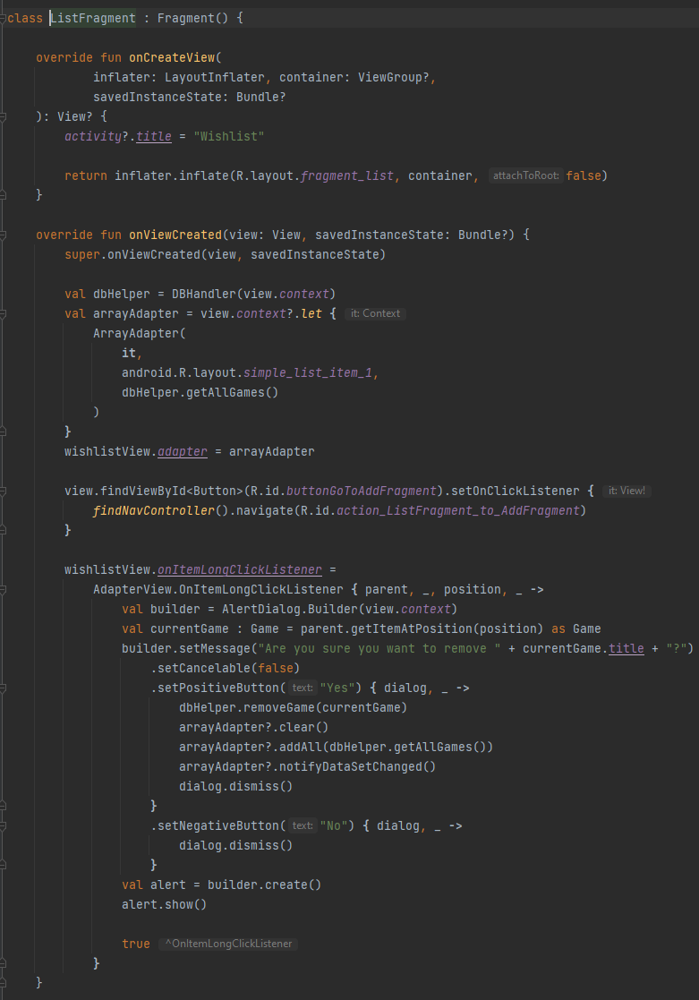 class ListFragment : Fragment() {
override fun onCreateView(
inflater: LayoutInflater, container: ViewGroup?,
savedInstanceState: Bundle?
): View? {
activity?.title = "Wishlist"
return inflater.inflate(R.layout.fragment_list, container, attachToRoot: false)
}
override fun onViewCreated(view: View, savedInstanceState: Bundle?) {
super.onViewCreated(view, savedInstanceState)
val dbHelper = DBHandler(view.context)
val arrayAdapter = view.context?.let { it: Context
ArrayAdapter(
it,
android.R.layout.simple_list_item_1,
dbHelper.getAllGames()
)
}
wishlistView.adapter = arrayAdapter
view.findViewById<Button>(R.id.buttonGoToAddFragment).setOnClickListener { it: View!
findNavController().navigate(R.id.action_ListFragment_to_AddFragment)
}
wishlistView.onItemLongClickListener =
AdapterView.OnItemLongClickListener { parent, _, position, _ ->
val builder = AlertDialog.Builder(view.context)
val currentGame : Game = parent.getItemAtPosition(position) as Game
builder.setMessage("Are you sure you want to remove " + currentGame.title + "?")
.setCancelable(false)
.setPositiveButton( text: "Yes") { dialog, _ ->
dbHelper.removeGame(currentGame)
arrayAdapter?.clear()
arrayAdapter?.addAll(dbHelper.getAllGames())
arrayAdapter?.notifyDataSetChanged()
dialog.dismiss()
}
.setNegativeButton( text: "No") { dialog, _ ->
dialog.dismiss()
}
val alert = builder.create()
alert.show()
true ^OnItemLongClickListener
}
}